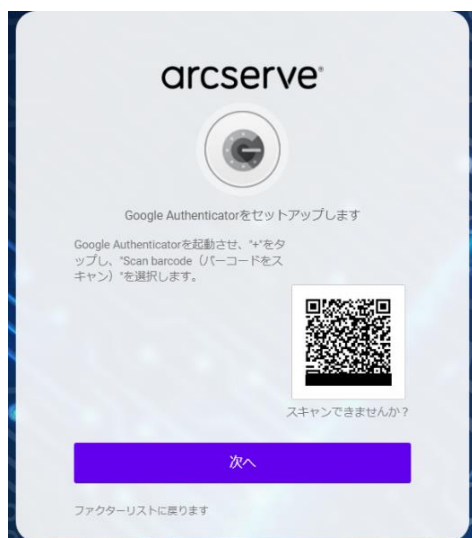 arcserve®
Google Authenticatorをセットアップします
Google Authenticatorを起動させ、"+"をタ
ップし、"Scan barcode（バーコードをス
キャン）"を選択します。
スキャンできませんか？
次へ
ファクターリストに戻ります